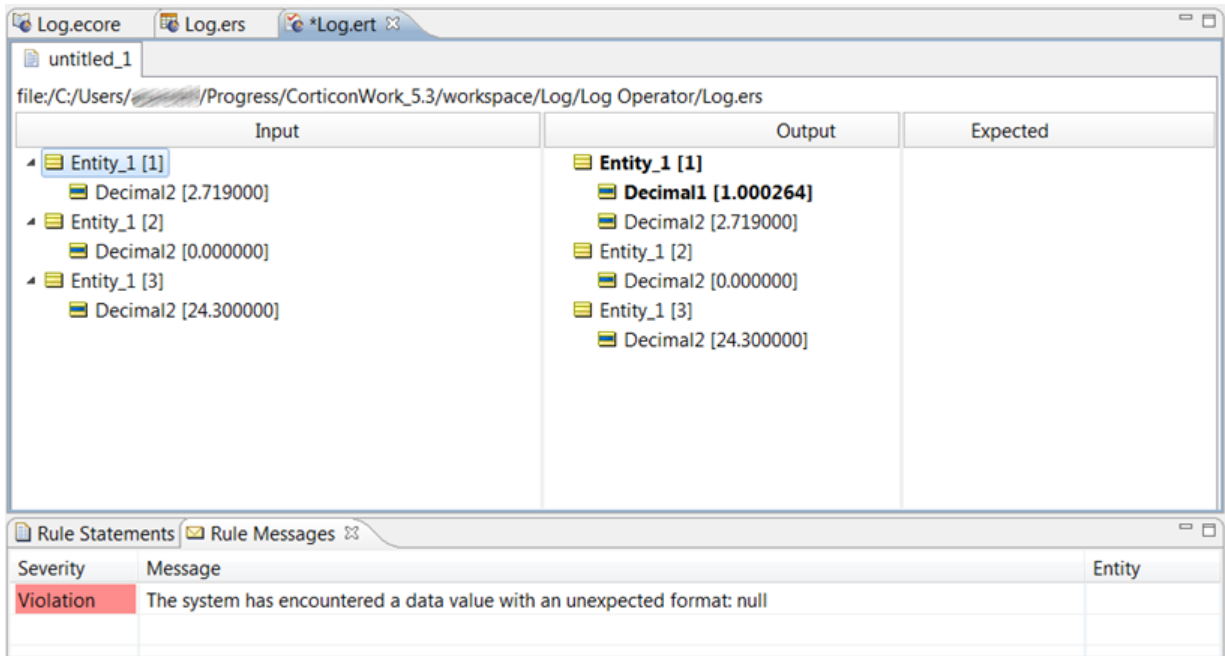 Log.ecore Log.ers *Log.ert
untitled_1
file:/C:/Users/ /Progress/CorticonWork_5.3/workspace/Log/Log Operator/Log.ers
Input Output Expected
Entity_1 [1] Entity_1 [1]
Decimal2 [2.719000] Decimal1 [1.000264]
Entity_1 [2] Decimal2 [2.719000]
Decimal2 [0.000000] Entity_1 [2]
Entity_1 [3] Decimal2 [0.000000]
Decimal2 [24.300000] Entity_1 [3]
Decimal2 [24.300000]
Rule Statements Rule Messages
Severity Message Entity
Violation The system has encountered a data value with an unexpected format: null